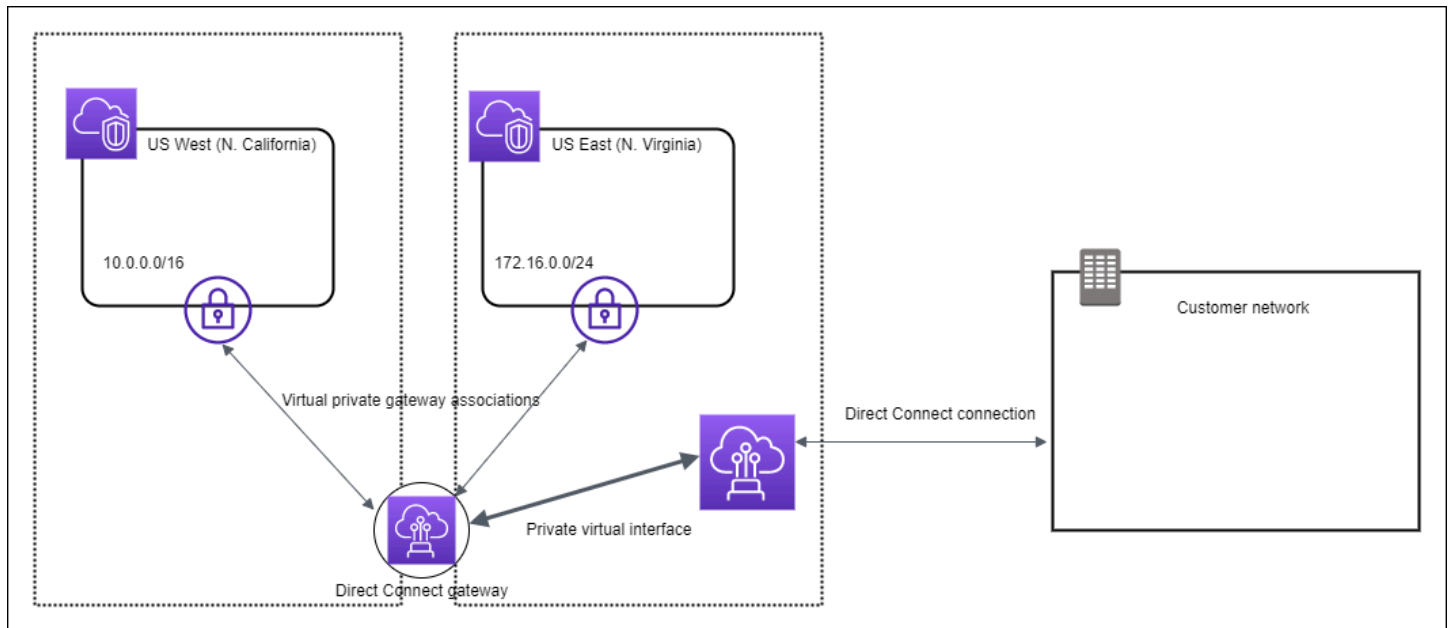 US West (N. California)
US East (N. Virginia)
10.0.0.0/16
172.16.0.0/24
Customer network
Virtual private gateway associations
Direct Connect connection
Private virtual interface
Direct Connect gateway